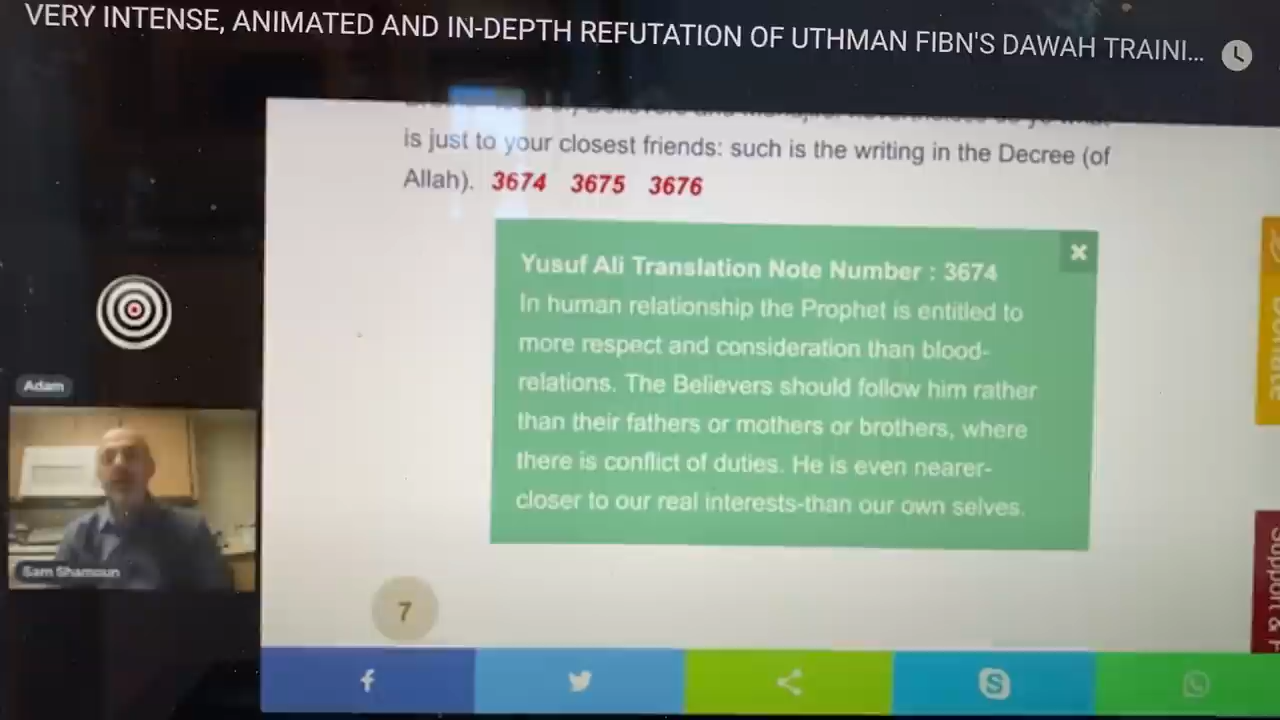 VERY INTENSE, ANIMATED AND IN-DEPTH REFUTATION OF UTHMAN FIBN'S DAWAH TRAINI...
is just to your closest friends: such is the writing in the Decree (of
Allah). 3674 3675 3676
Yusuf Ali Translation Note Number : 3674
In human relationship the Prophet is entitled to
more respect and consideration than blood-
relations. The Believers should follow him rather
than their fathers or mothers or brothers, where
there is conflict of duties. He is even nearer-
closer to our real interests-than our own selves.
Adam
Sam Shamoun
7
Support &